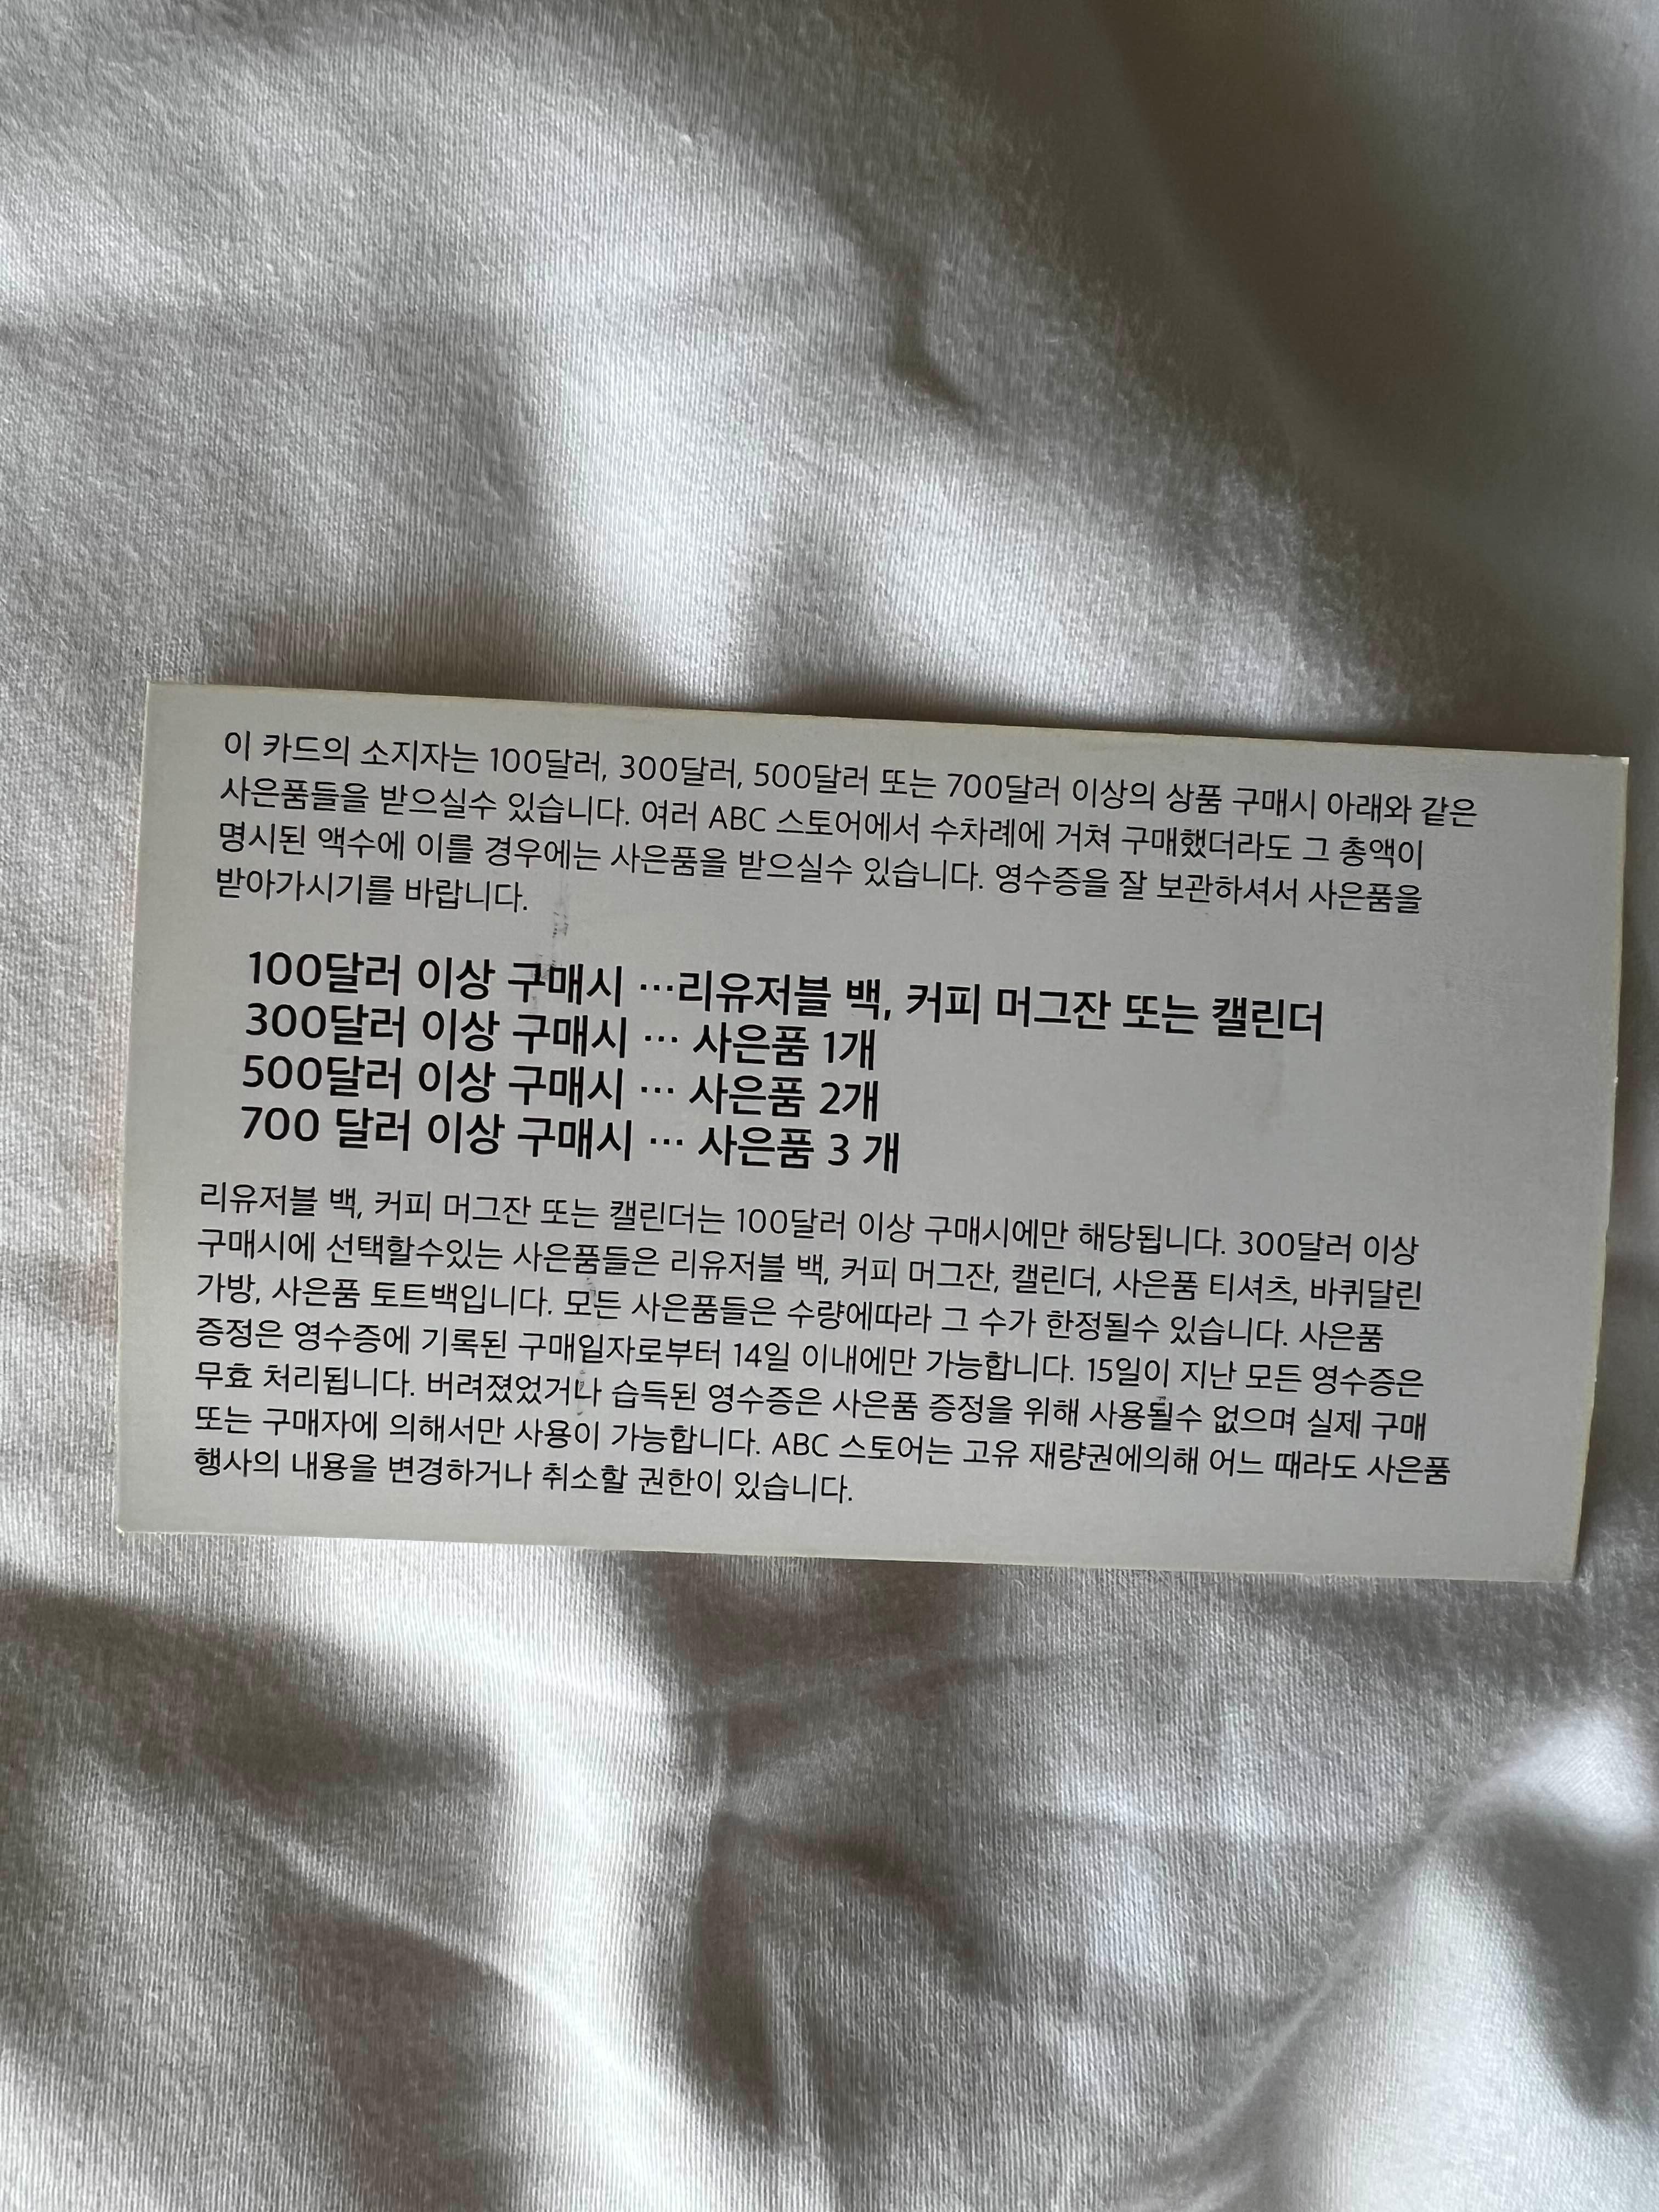 이 카드의 소지자는 100달러, 300달러, 500달러 또는 700달러 이상의 상품 구매시 아래와 같은
사은품들을 받으실수 있습니다. 여러 ABC 스토어에서 수차례에 거쳐 구매했더라도 그 총액이
명시된 액수에 이를 경우에는 사은품을 받으실수 있습니다. 영수증을 잘 보관하셔서 사은품을
받아가시기를 바랍니다.
100달러 이상 구매시 …리유저블 백, 커피 머그잔 또는 캘린더
300달러 이상 구매시 … 사은품 1개
500달러 이상 구매시 … 사은품 2개
700 달러 이상 구매시 … 사은품 3 개
리유저블 백, 커피 머그잔 또는 캘린더는 100달러 이상 구매시에만 해당됩니다. 300달러 이상
구매시에 선택할수있는 사은품들은 리유저블 백, 커피 머그잔, 캘린더, 사은품 티셔츠, 바퀴달린
가방, 사은품 토트백입니다. 모든 사은품들은 수량에따라 그 수가 한정될수 있습니다. 사은품
증정은 영수증에 기록된 구매일자로부터 14일 이내에만 가능합니다. 15일이 지난 모든 영수증은
무효 처리됩니다. 버려졌었거나 습득된 영수증은 사은품 증정을 위해 사용될수 없으며 실제 구매
또는 구매자에 의해서만 사용이 가능합니다. ABC 스토어는 고유 재량권에의해 어느 때라도 사은품
행사의 내용을 변경하거나 취소할 권한이 있습니다.